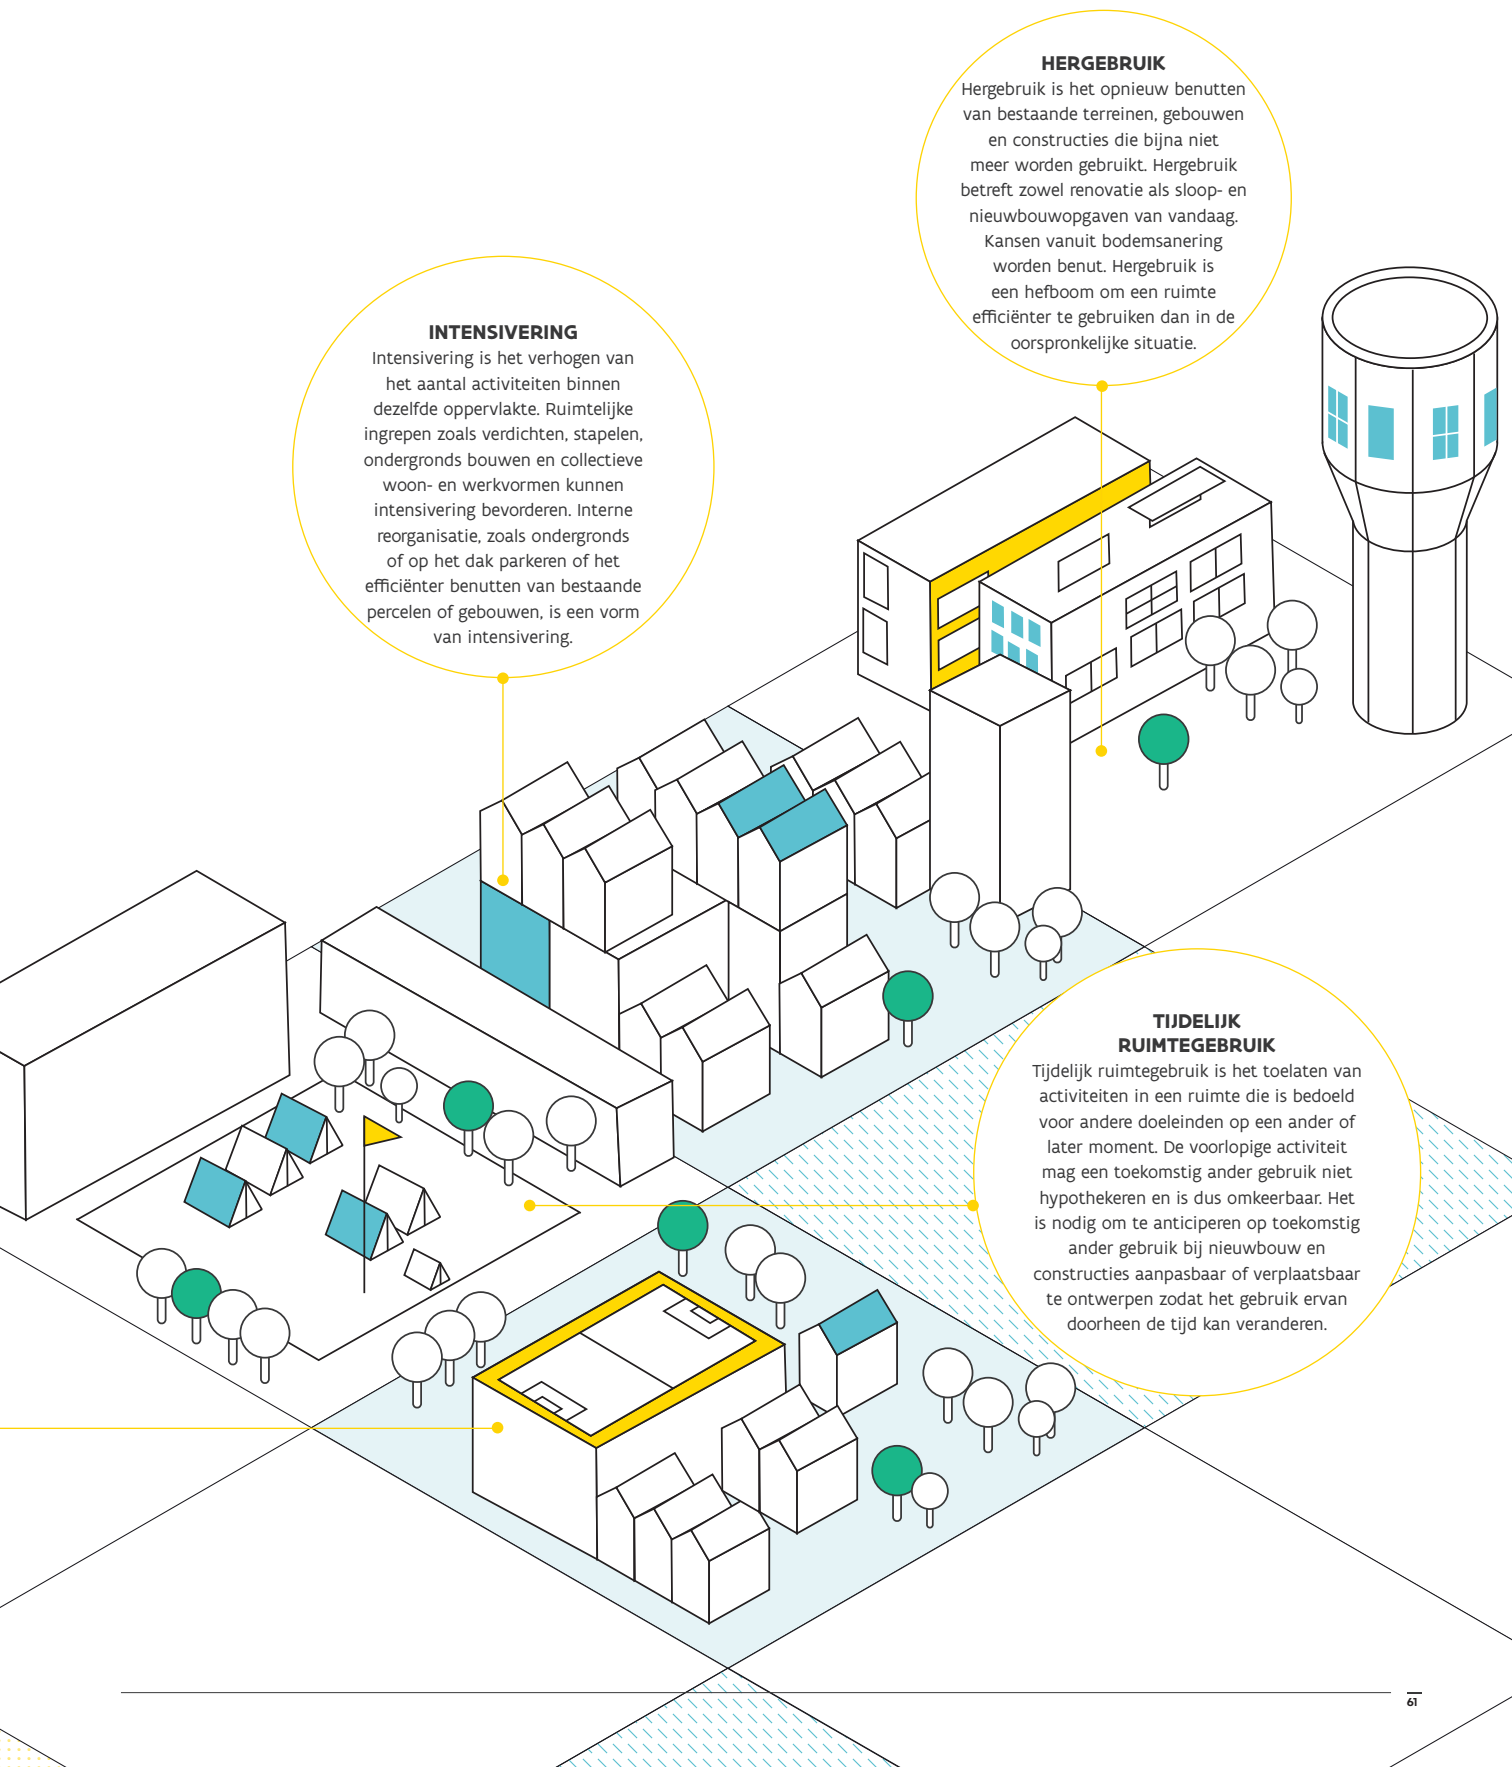 HERGEBRUIK
Hergebruik is het opnieuw benutten
van bestaande terreinen, gebouwen
en constructies die bijna niet
meer worden gebruikt. Hergebruik
betreft zowel renovatie als sloop- en
nieuwbouwopgaven van vandaag.
Kansen vanuit bodemsanering
worden benut. Hergebruik is
een hefboom om een ruimte
efficiënter te gebruiken dan in de
oorspronkelijke situatie.
INTENSIVERING
Intensivering is het verhogen van
het aantal activiteiten binnen
dezelfde oppervlakte. Ruimtelijke
ingrepen zoals verdichten, stapelen,
ondergronds bouwen en collectieve
woon- en werkvormen kunnen
intensivering bevorderen. Interne
reorganisatie, zoals ondergronds
of op het dak parkeren of het
efficiënter benutten van bestaande
percelen of gebouwen, is een vorm
van intensivering.
TIJDELIJK
RUIMTEGEBRUIK
Tijdelijk ruimtegebruik is het toelaten van
activiteiten in een ruimte die is bedoeld
voor andere doeleinden op een ander of
later moment. De voorlopige activiteit
mag een toekomstig ander gebruik niet
hypothekeren en is dus omkeerbaar. Het
is nodig om te anticiperen op toekomstig
ander gebruik bij nieuwbouw en
constructies aanpasbaar of verplaatsbaar
te ontwerpen zodat het gebruik ervan
doorheen de tijd kan veranderen.
61